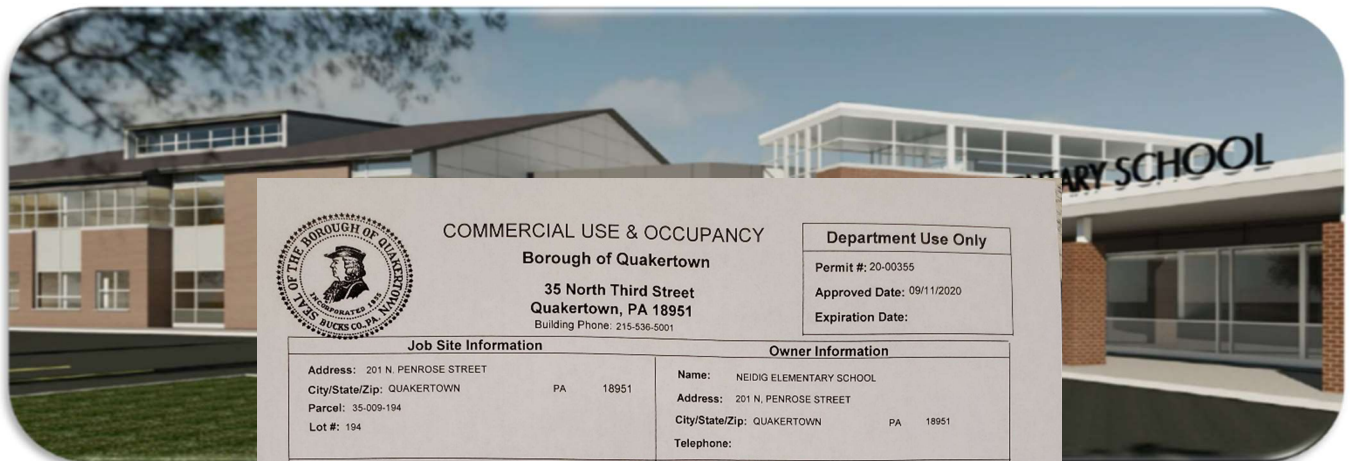 ARY SCHOOL
SEAL OF THE BOROUGH OF QUAKERTOWN
INCORPORATED 1855
BUCKS CO., PA.
COMMERCIAL USE & OCCUPANCY
Borough of Quakertown
35 North Third Street
Quakertown, PA 18951
Building Phone: 215-536-5001
Department Use Only
Permit #: 20-00355
Approved Date: 09/11/2020
Expiration Date:
Job Site Information
Address: 201 N. PENROSE STREET
City/State/Zip: QUAKERTOWN PA 18951
Parcel: 35-009-194
Lot #: 194
Owner Information
Name: NEIDIG ELEMENTARY SCHOOL
Address: 201 N, PENROSE STREET
City/State/Zip: QUAKERTOWN PA 18951
Telephone: